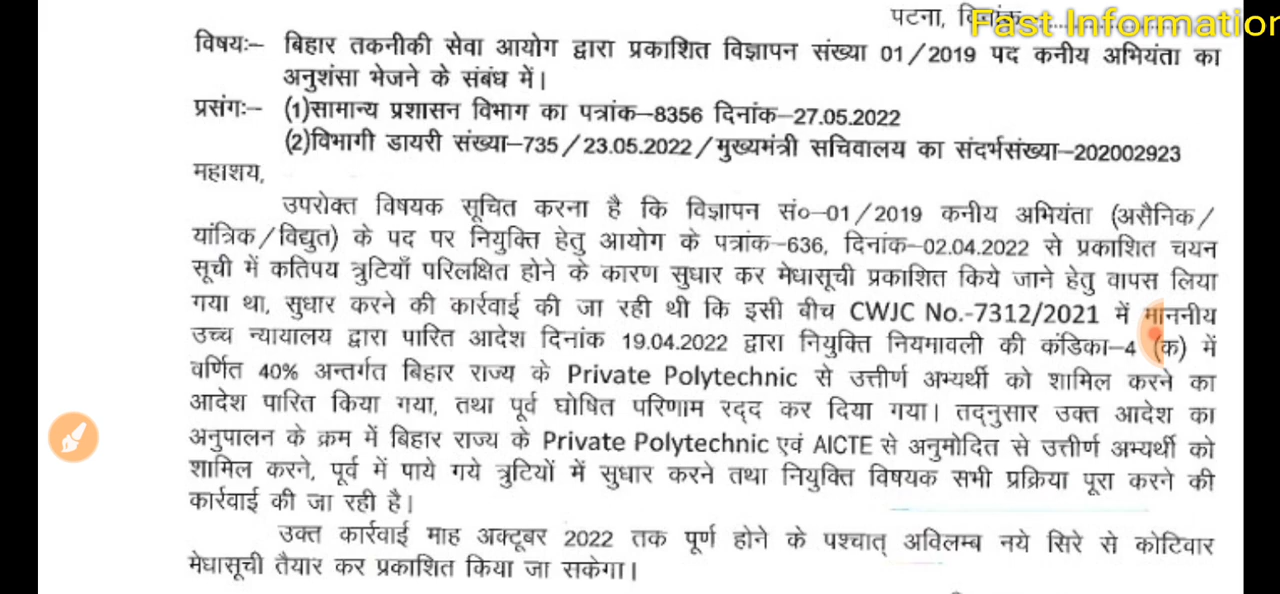 पटना, दिनांक....................
Fast Information
विषयः– बिहार तकनीकी सेवा आयोग द्वारा प्रकाशित विज्ञापन संख्या 01/2019 पद कनीय अभियंता का
अनुशंसा भेजने के संबंध में।
प्रसंगः– (1)सामान्य प्रशासन विभाग का पत्रांक–8356 दिनांक–27.05.2022
(2)विभागी डायरी संख्या–735/23.05.2022/मुख्यमंत्री सचिवालय का संदर्भसंख्या–202002923
महाशय,
उपरोक्त विषयक सूचित करना है कि विज्ञापन सं०–01/2019 कनीय अभियंता (असैनिक/
यांत्रिक/विद्युत) के पद पर नियुक्ति हेतु आयोग के पत्रांक–636, दिनांक–02.04.2022 से प्रकाशित चयन
सूची में कतिपय त्रुटियाँ परिलक्षित होने के कारण सुधार कर मेधासूची प्रकाशित किये जाने हेतु वापस लिया
गया था, सुधार करने की कार्रवाई की जा रही थी कि इसी बीच CWJC No.-7312/2021 में माननीय
उच्च न्यायालय द्वारा पारित आदेश दिनांक 19.04.2022 द्वारा नियुक्ति नियमावली की कंडिका–4 (क) में
वर्णित 40% अन्तर्गत बिहार राज्य के Private Polytechnic से उत्तीर्ण अभ्यर्थी को शामिल करने का
आदेश पारित किया गया, तथा पूर्व घोषित परिणाम रद्द कर दिया गया। तद्नुसार उक्त आदेश का
अनुपालन के क्रम में बिहार राज्य के Private Polytechnic एवं AICTE से अनुमोदित से उत्तीर्ण अभ्यर्थी को
शामिल करने, पूर्व में पाये गये त्रुटियों में सुधार करने तथा नियुक्ति विषयक सभी प्रक्रिया पूरा करने की
कार्रवाई की जा रही है।
उक्त कार्रवाई माह अक्टूबर 2022 तक पूर्ण होने के पश्चात् अविलम्ब नये सिरे से कोटिवार
मेधासूची तैयार कर प्रकाशित किया जा सकेगा।